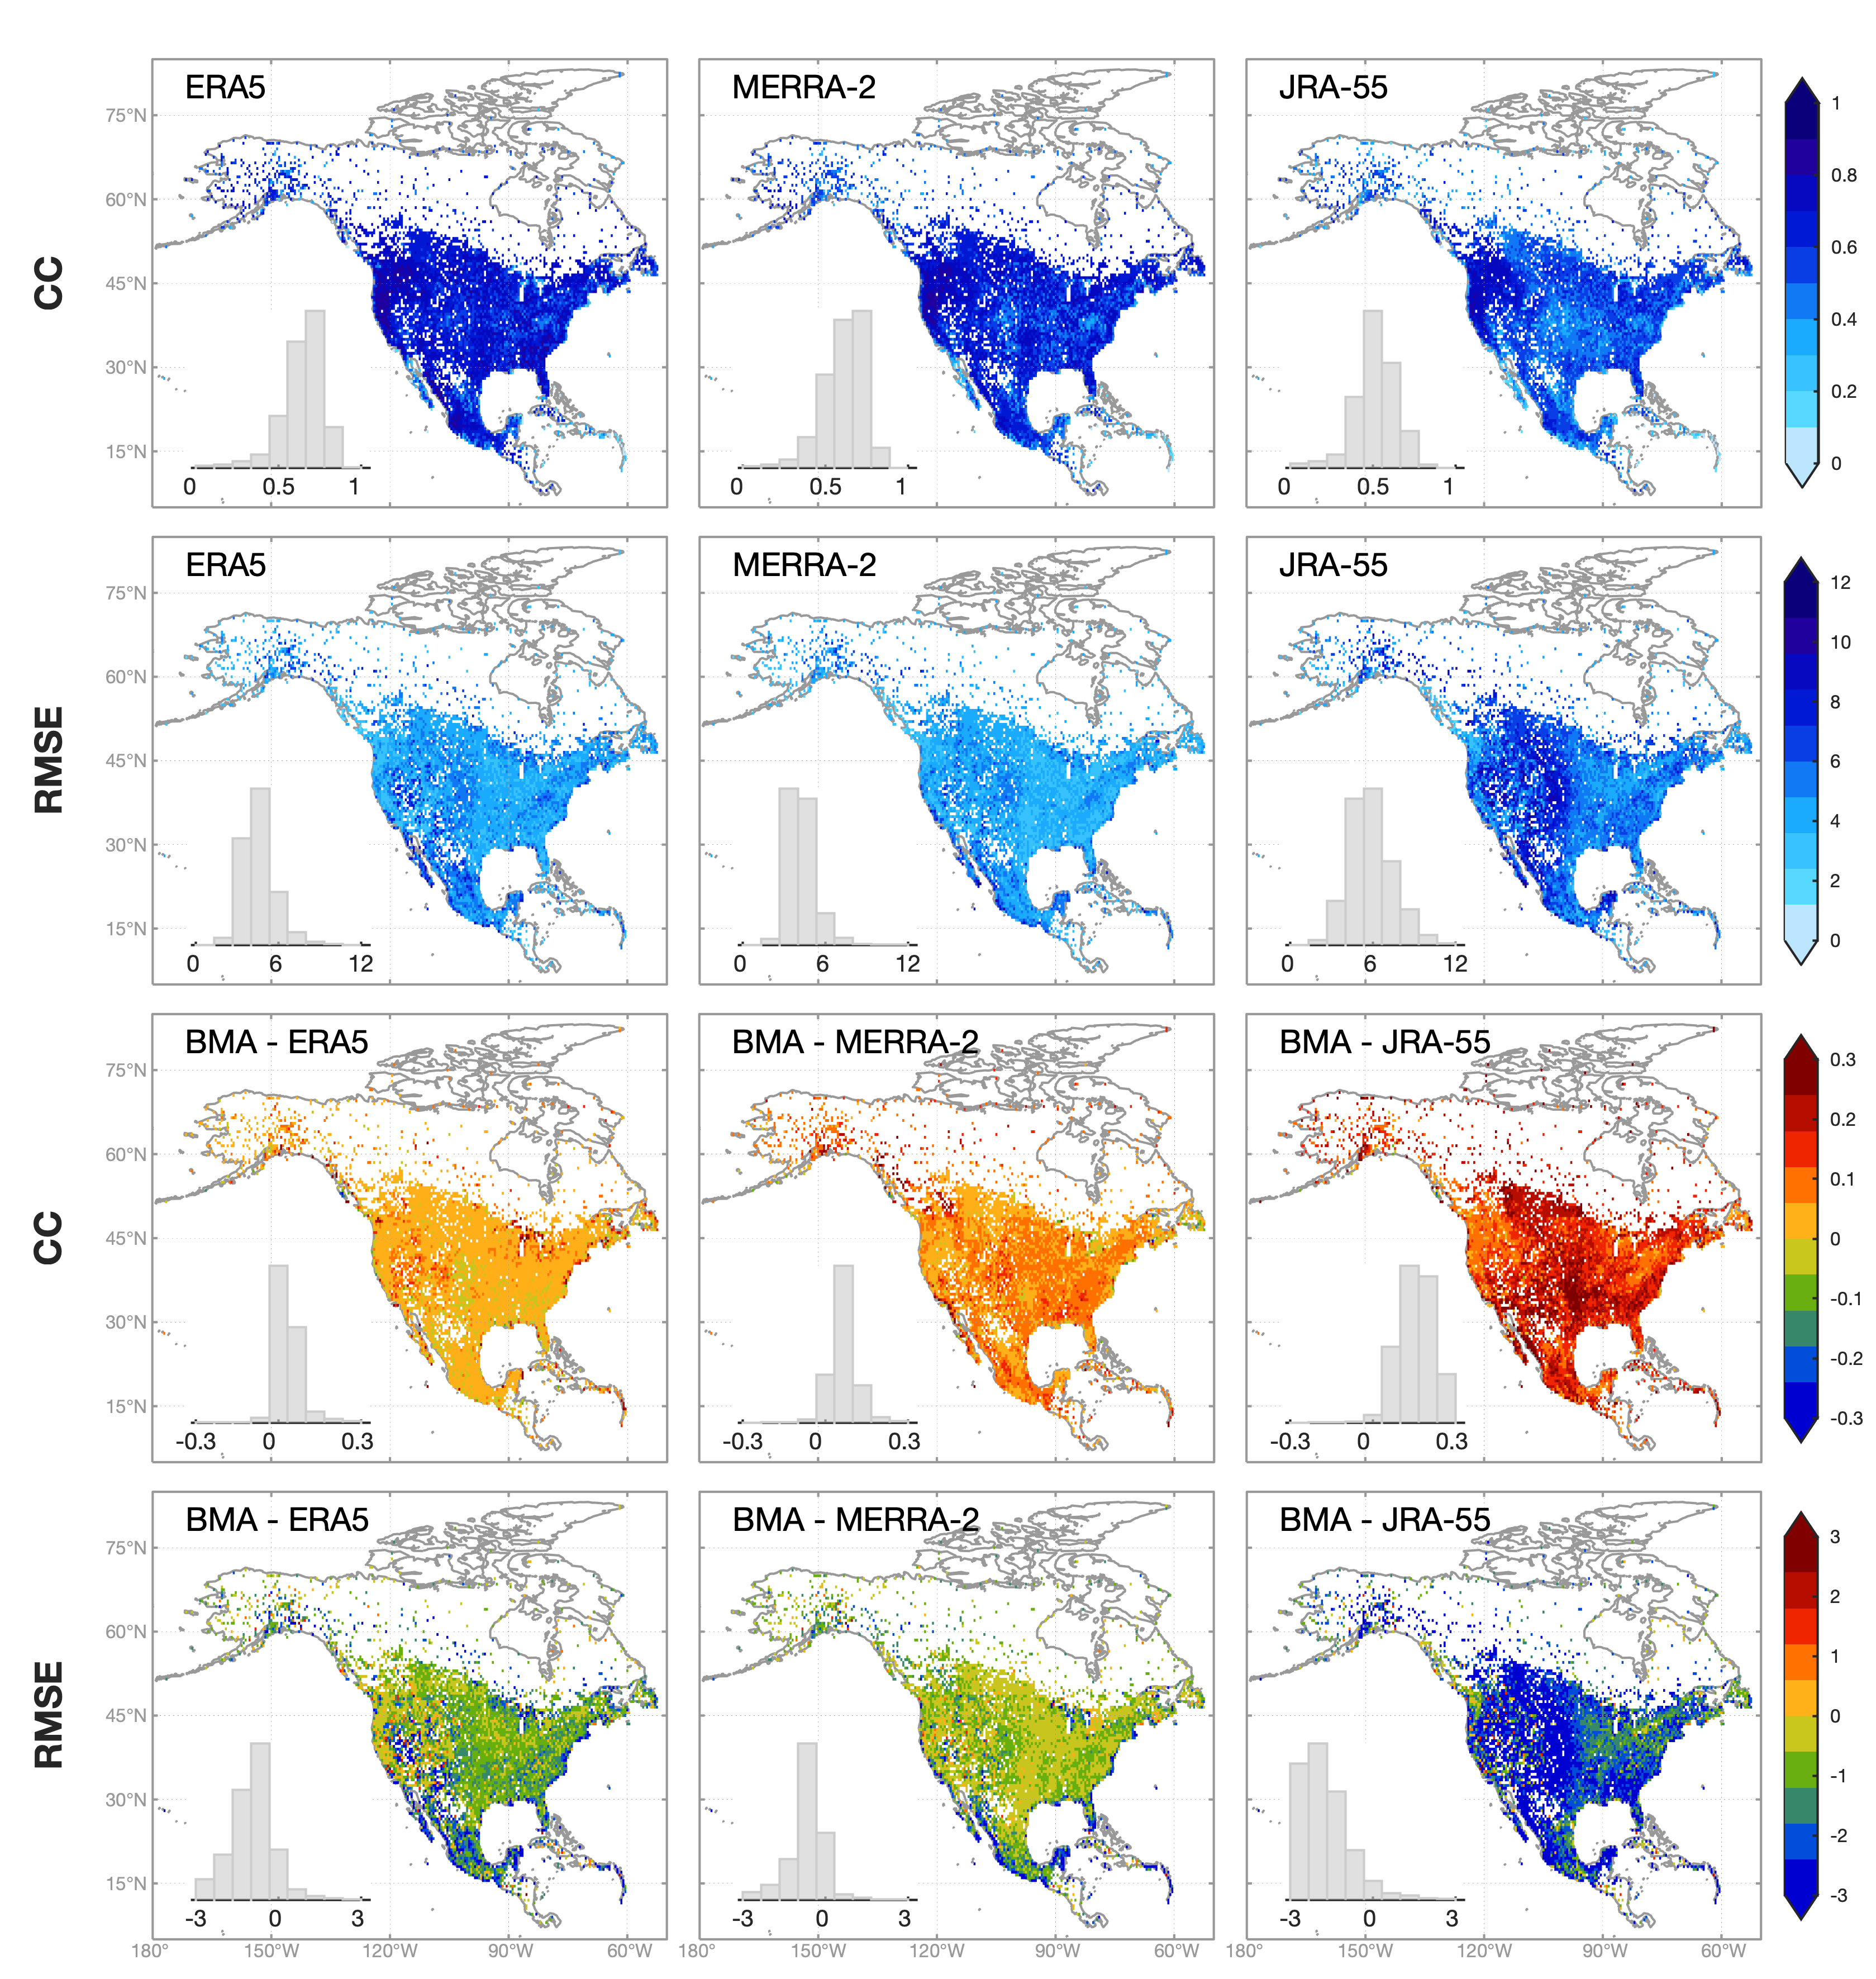 ERA5 MERRA-2 JRA-55
CC
75°N
60°N
45°N
30°N
15°N
0 0.5 1
0 0.5 1
0 0.5 1
1
0.8
0.6
0.4
0.2
0
ERA5 MERRA-2 JRA-55
RMSE
75°N
60°N
45°N
30°N
15°N
0 6 12
0 6 12
0 6 12
12
10
8
6
4
2
0
BMA - ERA5 BMA - MERRA-2 BMA - JRA-55
CC
75°N
60°N
45°N
30°N
15°N
-0.3 0 0.3
-0.3 0 0.3
-0.3 0 0.3
0.3
0.2
0.1
0
-0.1
-0.2
-0.3
BMA - ERA5 BMA - MERRA-2 BMA - JRA-55
RMSE
75°N
60°N
45°N
30°N
15°N
-3 0 3
-3 0 3
-3 0 3
3
2
1
0
-1
-2
-3
180° 150°W 120°W 90°W 60°W
180° 150°W 120°W 90°W 60°W
180° 150°W 120°W 90°W 60°W